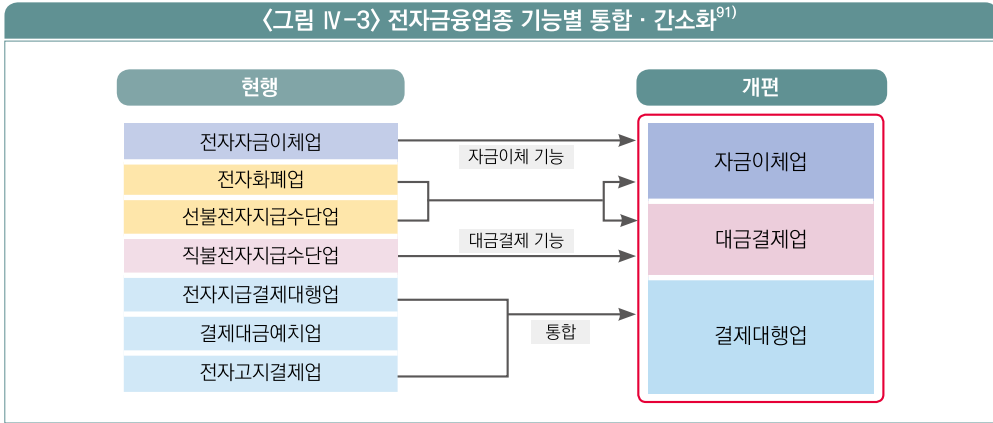 〈그림 Ⅳ-3〉 전자금융업종 기능별 통합 · 간소화91)
현행
개편
전자자금이체업
전자화폐업
선불전자지급수단업
직불전자지급수단업
전자지급결제대행업
결제대금예치업
전자고지결제업
자금이체 기능
대금결제 기능
통합
자금이체업
대금결제업
결제대행업